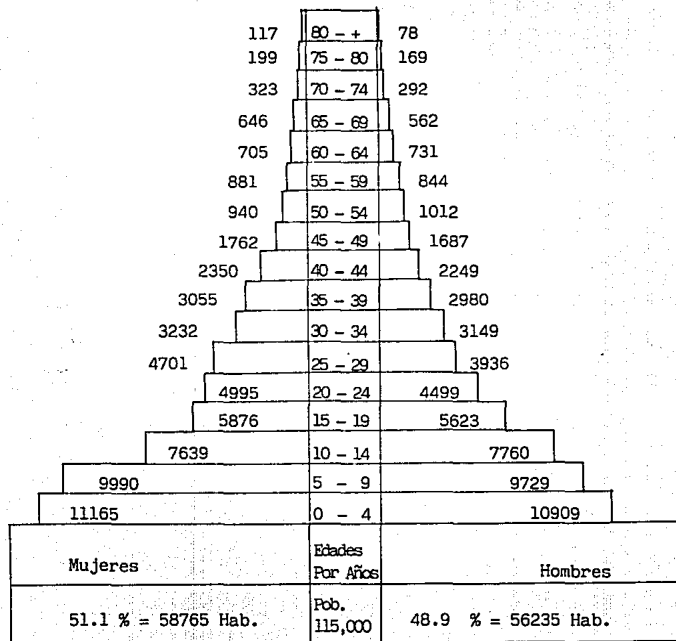 117 80 - + 78
199 75 - 80 169
323 70 - 74 292
646 65 - 69 562
705 60 - 64 731
881 55 - 59 844
940 50 - 54 1012
1762 45 - 49 1687
2350 40 - 44 2249
3055 35 - 39 2980
3232 30 - 34 3149
4701 25 - 29 3936
4995 20 - 24 4499
5876 15 - 19 5623
7639 10 - 14 7760
9990 5 - 9 9729
11165 0 - 4 10909
Mujeres
Edades
Por Años
Hombres
51.1 % = 58765 Hab.
Pob.
115,000
48.9 % = 56235 Hab.